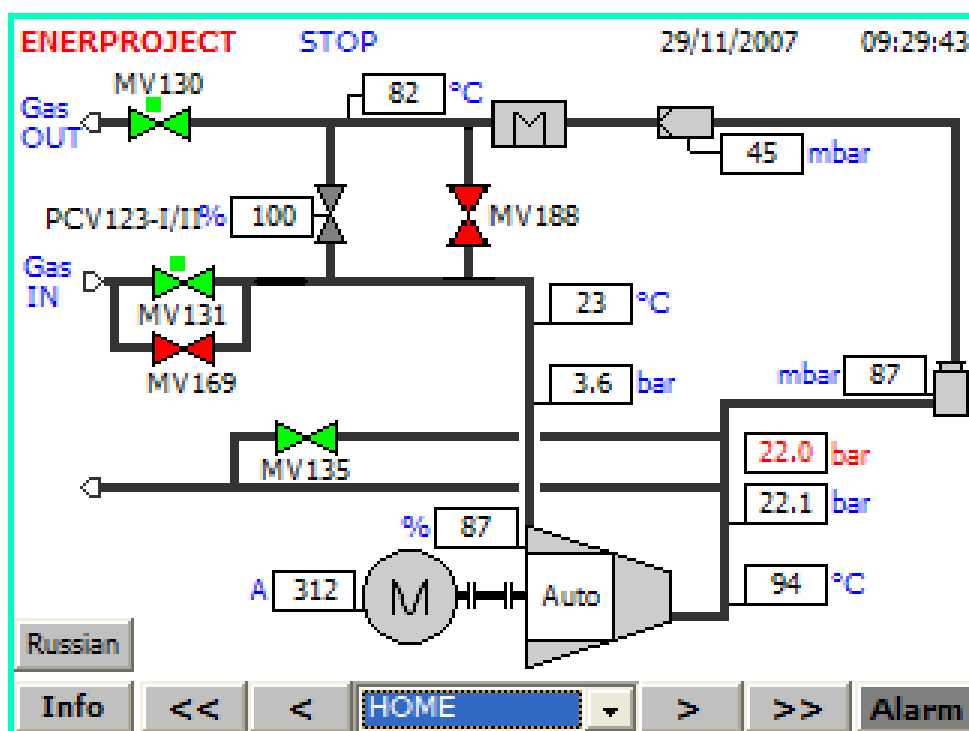 ENERPROJECT STOP 29/11/2007 09:29:43
MV130
82 °C
Gas
OUT
M
45 mbar
PCV123-I/II% 100
MV188
Gas
IN
MV131
23 °C
MV169
3.6 bar
mbar 87
MV135
22.0 bar
22.1 bar
% 87
A 312 M Auto 94 °C
Russian
Info << < HOME > >> Alarm